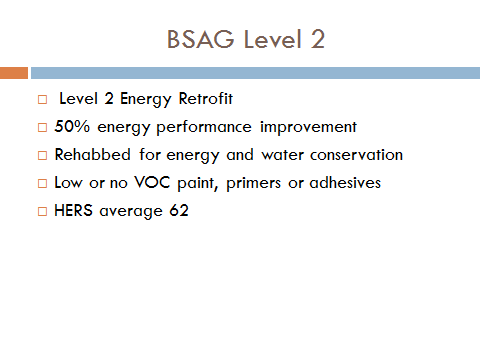 BSAG Level 2
Level 2 Energy Retrofit
50% energy performance improvement
Rehabbed for energy and water conservation
Low or no VOC paint, primers or adhesives
HERS average 62